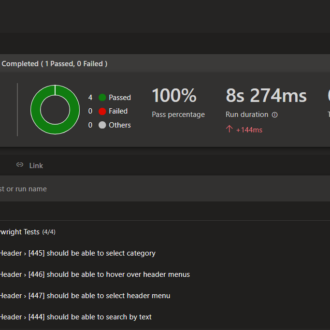 Completed ( 1 Passed, 0 Failed )
4 Passed
0 Failed
0 Others
100%
Pass percentage
8s 274ms
Run duration
+144ms
Link
or run name
Tests (4/4)
Header › [445] should be able to select category
Header › [446] should be able to hover over header menus
Header › [447] should be able to select header menu
Header › [444] should be able to search by text